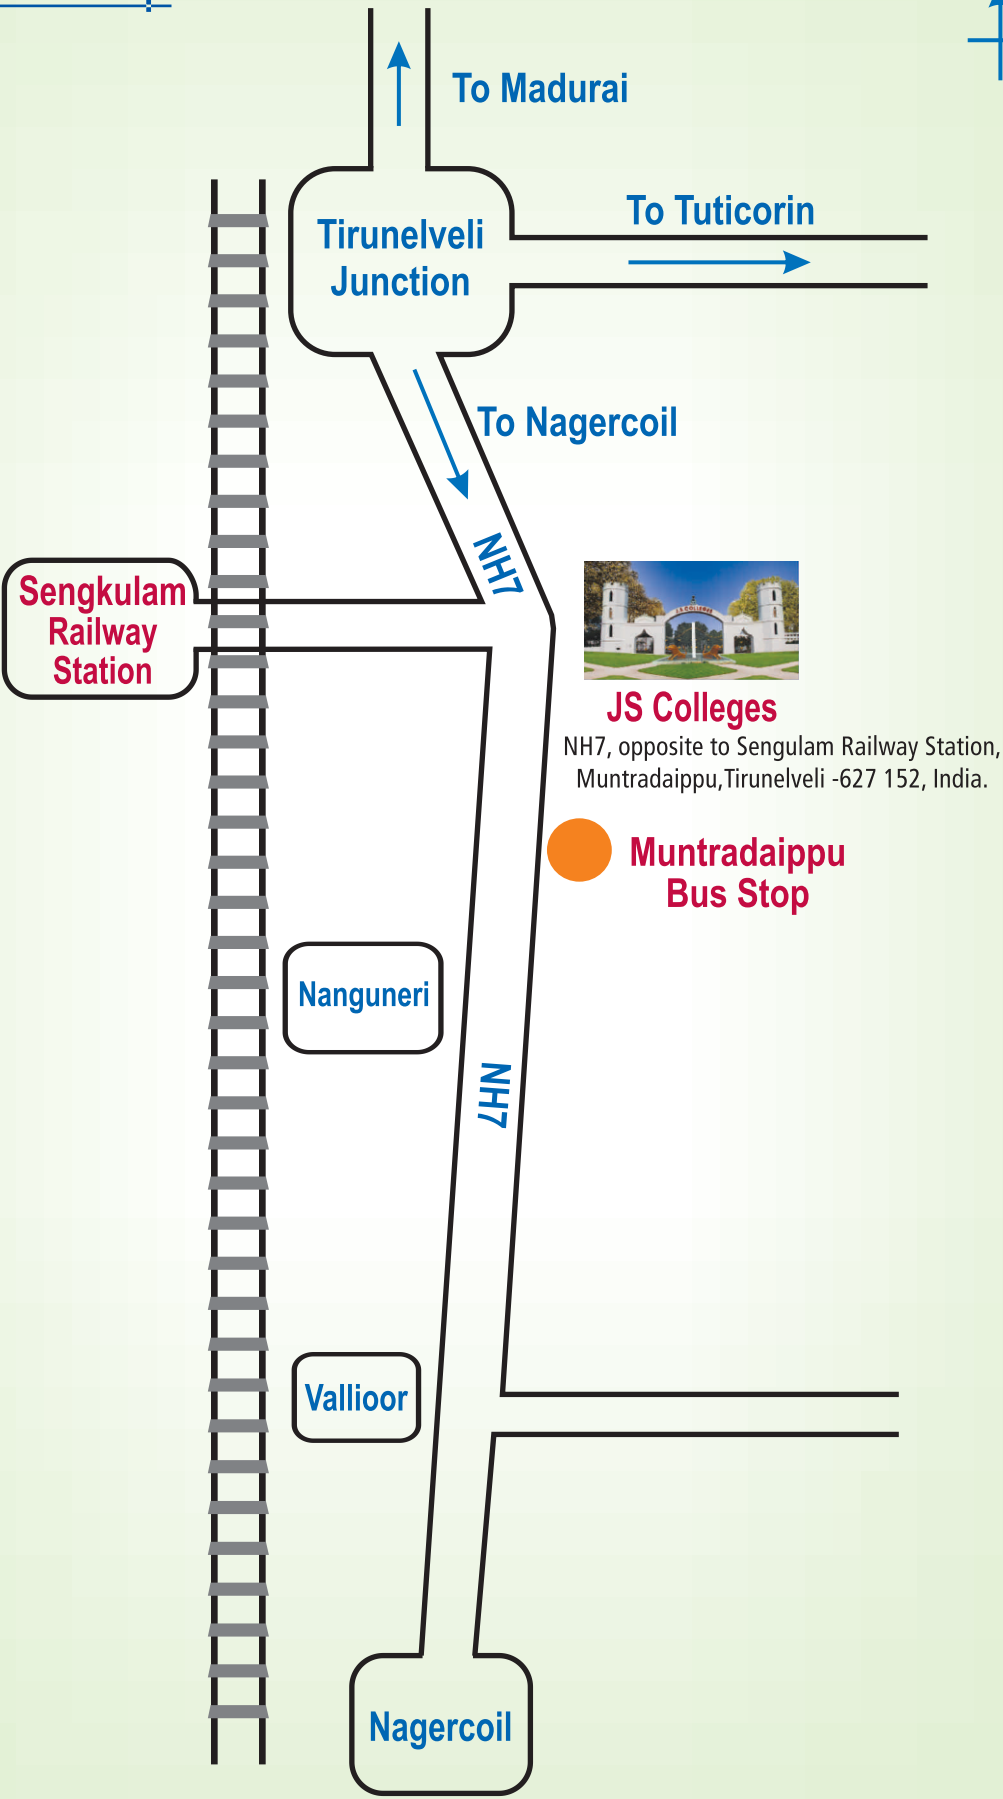 To Madurai
To Tuticorin
Tirunelveli
Junction
To Nagercoil
NH7
Sengkulam
Railway
Station
J.S. COLLEGES
JS Colleges
NH7, opposite to Sengulam Railway Station,
Muntradaippu,Tirunelveli -627 152, India.
Muntradaippu
Bus Stop
Nanguneri
NH7
Vallioor
Nagercoil